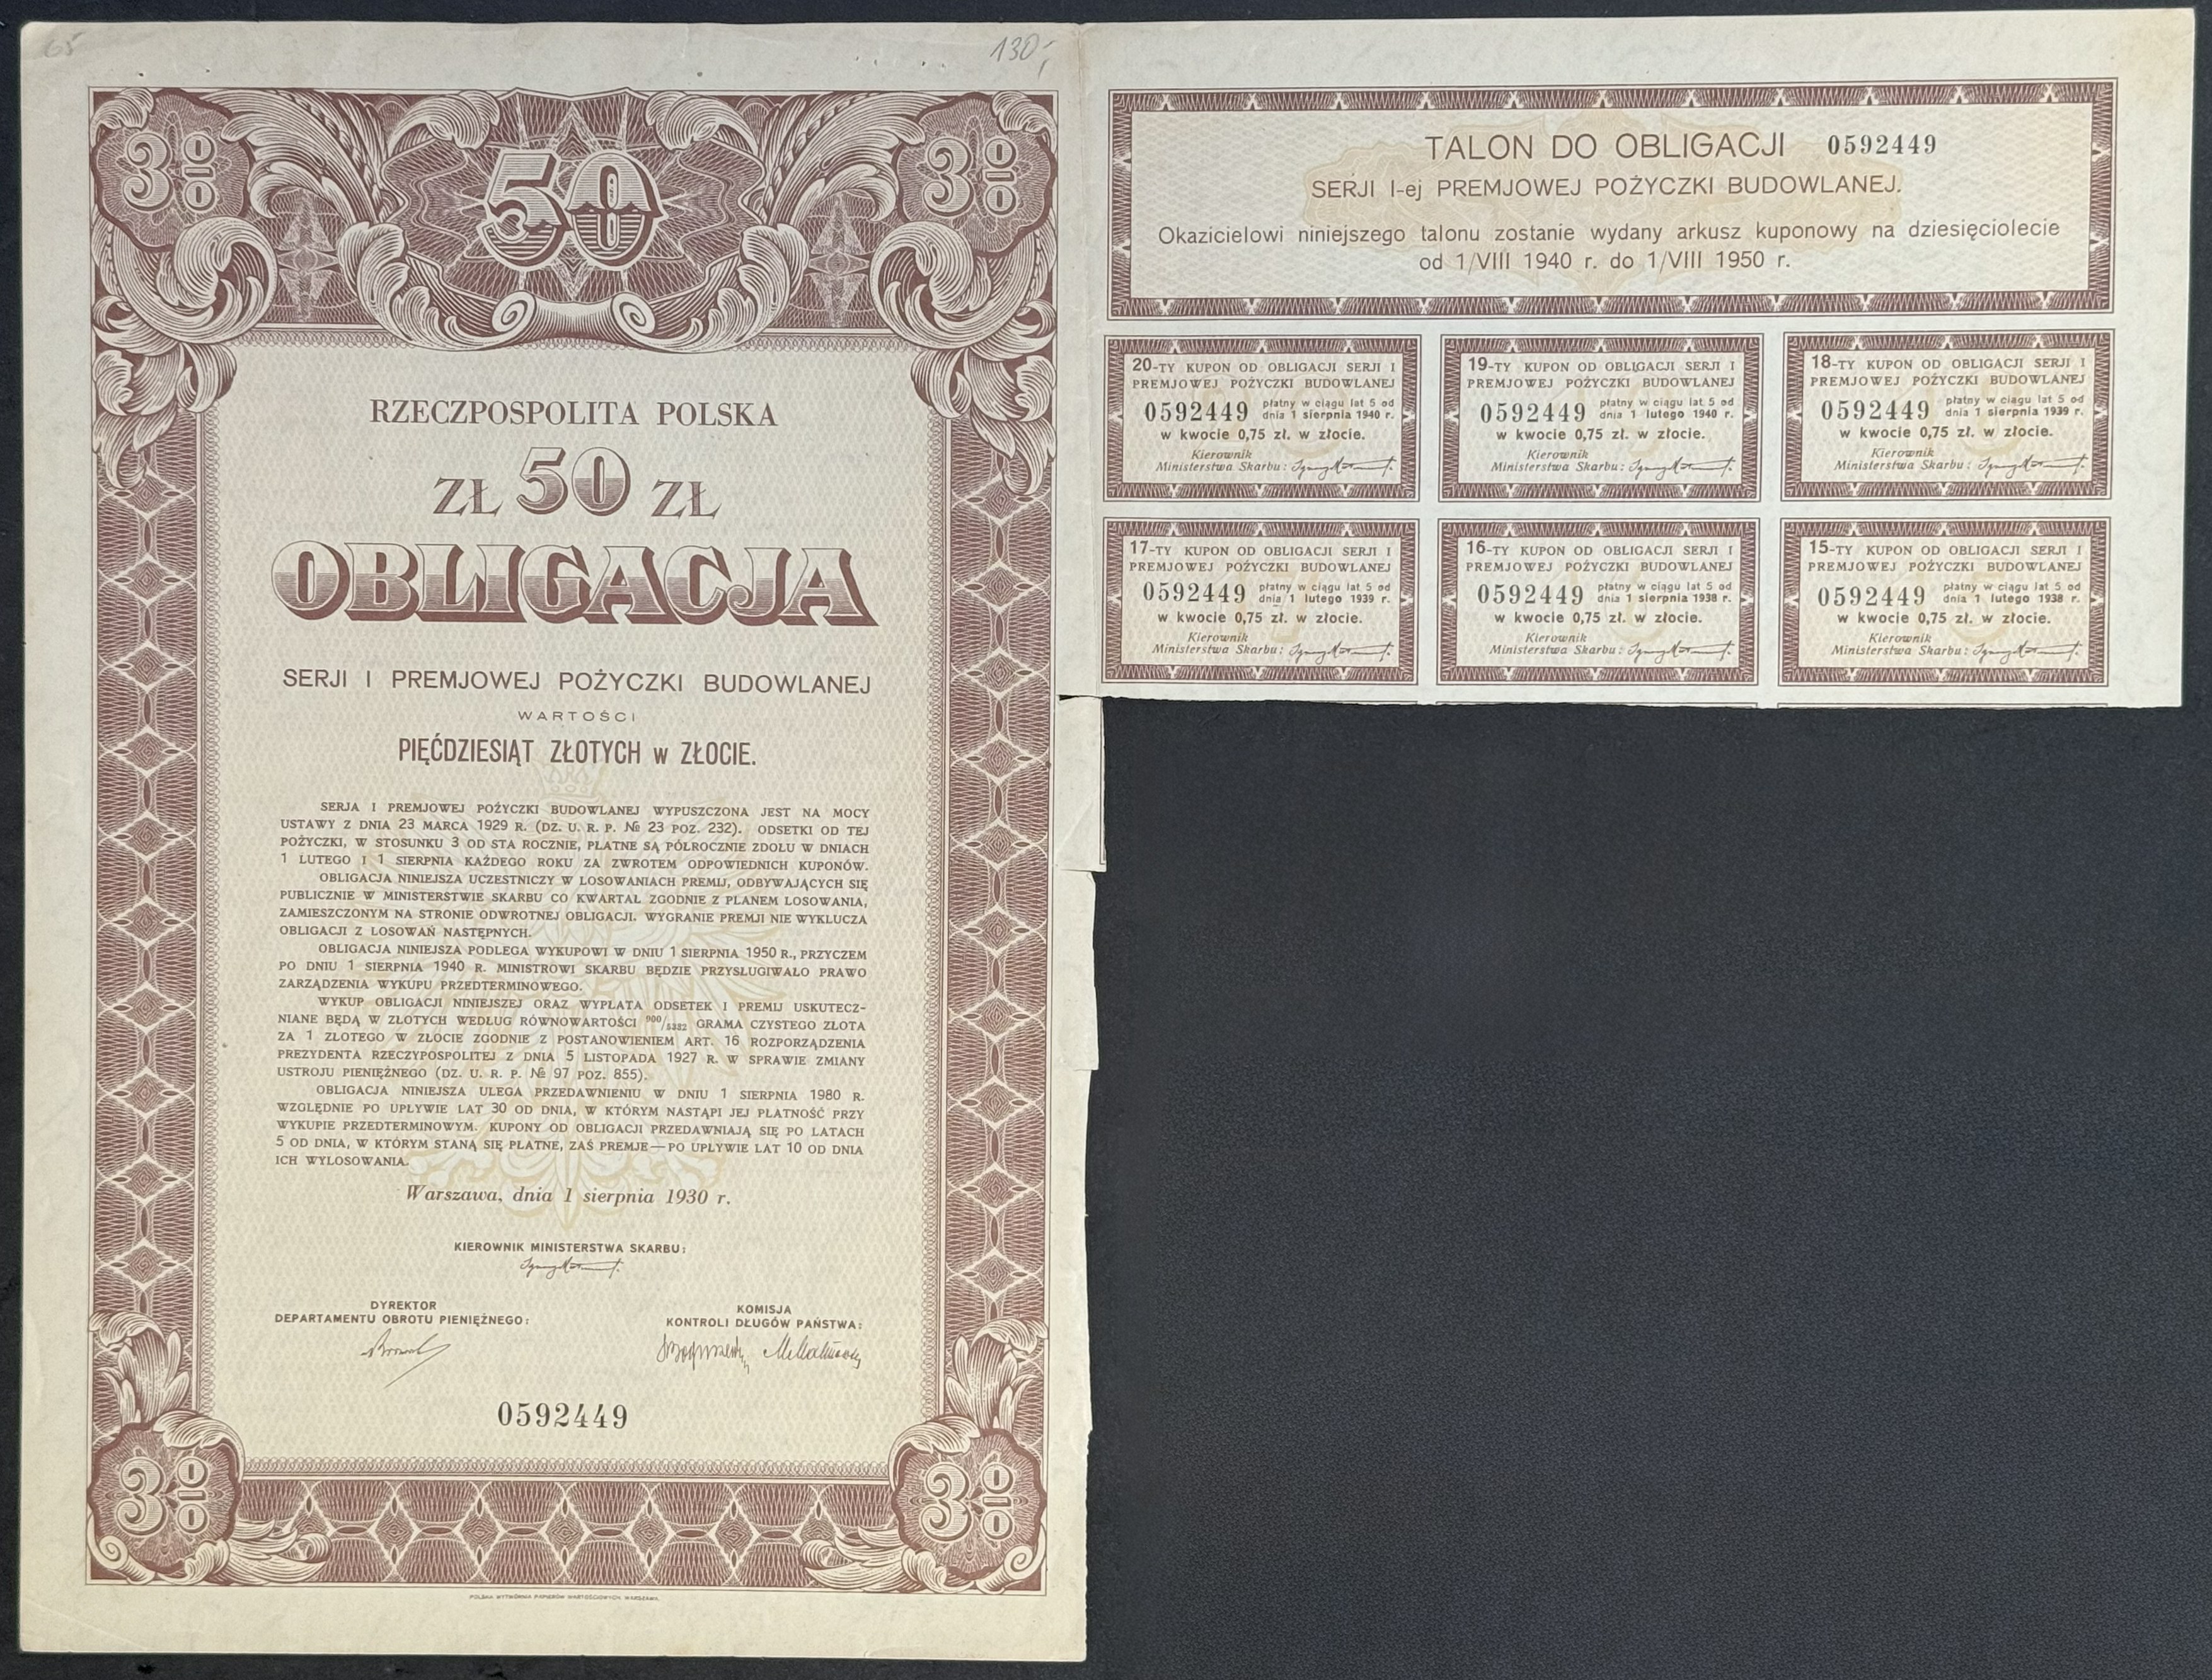 65
130,-
3%
50
3%
RZECZPOSPOLITA POLSKA
ZŁ 50 ZŁ
OBLIGACJA
SERJI I PREMJOWEJ POŻYCZKI BUDOWLANEJ
WARTOŚCI
PIĘĆDZIESIĄT ZŁOTYCH w ZŁOCIE.
SERJA I PREMJOWEJ POŻYCZKI BUDOWLANEJ WYPUSZCZONA JEST NA MOCY
USTAWY Z DNIA 23 MARCA 1929 R. (DZ. U. R. P. № 23 POZ. 232). ODSETKI OD TEJ
POŻYCZKI, W STOSUNKU 3 OD STA ROCZNIE, PŁATNE SĄ PÓŁROCZNIE ZDOŁU W DNIACH
1 LUTEGO I 1 SIERPNIA KAŻDEGO ROKU ZA ZWROTEM ODPOWIEDNICH KUPONÓW.
OBLIGACJA NINIEJSZA UCZESTNICZY W LOSOWANIACH PREMIJ, ODBYWAJĄCYCH SIĘ
PUBLICZNIE W MINISTERSTWIE SKARBU CO KWARTAŁ ZGODNIE Z PLANEM LOSOWANIA,
ZAMIESZCZONYM NA STRONIE ODWROTNEJ OBLIGACJI. WYGRANIE PREMJI NIE WYKLUCZA
OBLIGACJI Z LOSOWAŃ NASTĘPNYCH.
OBLIGACJA NINIEJSZA PODLEGA WYKUPOWI W DNIU 1 SIERPNIA 1950 R., PRZYCZEM
PO DNIU 1 SIERPNIA 1940 R. MINISTROWI SKARBU BĘDZIE PRZYSŁUGIWAŁO PRAWO
ZARZĄDZENIA WYKUPU PRZEDTERMINOWEGO.
WYKUP OBLIGACJI NINIEJSZEJ ORAZ WYPŁATA ODSETEK I PREMIJ USKUTECZ-
NIANE BĘDĄ W ZŁOTYCH WEDŁUG RÓWNOWARTOŚCI 900/5332 GRAMA CZYSTEGO ZŁOTA
ZA 1 ZŁOTEGO W ZŁOCIE ZGODNIE Z POSTANOWIENIEM ART. 16 ROZPORZĄDZENIA
PREZYDENTA RZECZYPOSPOLITEJ Z DNIA 5 LISTOPADA 1927 R. W SPRAWIE ZMIANY
USTROJU PIENIĘŻNEGO (DZ. U. R. P. № 97 POZ. 855).
OBLIGACJA NINIEJSZA ULEGA PRZEDAWNIENIU W DNIU 1 SIERPNIA 1980 R.
WZGLĘDNIE PO UPŁYWIE LAT 30 OD DNIA, W KTÓRYM NASTĄPI JEJ PŁATNOŚĆ PRZY
WYKUPIE PRZEDTERMINOWYM. KUPONY OD OBLIGACJI PRZEDAWNIAJĄ SIĘ PO LATACH
5 OD DNIA, W KTÓRYM STANĄ SIĘ PŁATNE, ZAŚ PREMJE—PO UPŁYWIE LAT 10 OD DNIA
ICH WYLOSOWANIA.
Warszawa, dnia 1 sierpnia 1930 r.
KIEROWNIK MINISTERSTWA SKARBU:
DYREKTOR
DEPARTAMENTU OBROTU PIENIĘŻNEGO:
KOMISJA
KONTROLI DŁUGÓW PAŃSTWA:
0592449
3%
3%
POLSKA WYTWÓRNIA PAPIERÓW WARTOŚCIOWYCH. WARSZAWA.
TALON DO OBLIGACJI 0592449
SERJI I-ej PREMJOWEJ POŻYCZKI BUDOWLANEJ.
Okazicielowi niniejszego talonu zostanie wydany arkusz kuponowy na dziesięciolecie
od 1/VIII 1940 r. do 1/VIII 1950 r.
20-TY KUPON OD OBLIGACJI SERJI I
PREMJOWEJ POŻYCZKI BUDOWLANEJ
0592449 płatny w ciągu lat 5 od
dnia 1 sierpnia 1940 r.
w kwocie 0,75 zł. w złocie.
Kierownik
Ministerstwa Skarbu:
19-TY KUPON OD OBLIGACJI SERJI I
PREMJOWEJ POŻYCZKI BUDOWLANEJ
0592449 płatny w ciągu lat 5 od
dnia 1 lutego 1940 r.
w kwocie 0,75 zł. w złocie.
Kierownik
Ministerstwa Skarbu:
18-TY KUPON OD OBLIGACJI SERJI I
PREMJOWEJ POŻYCZKI BUDOWLANEJ
0592449 płatny w ciągu lat 5 od
dnia 1 sierpnia 1939 r.
w kwocie 0,75 zł. w złocie.
Kierownik
Ministerstwa Skarbu:
17-TY KUPON OD OBLIGACJI SERJI I
PREMJOWEJ POŻYCZKI BUDOWLANEJ
0592449 płatny w ciągu lat 5 od
dnia 1 lutego 1939 r.
w kwocie 0,75 zł. w złocie.
Kierownik
Ministerstwa Skarbu:
16-TY KUPON OD OBLIGACJI SERJI I
PREMJOWEJ POŻYCZKI BUDOWLANEJ
0592449 płatny w ciągu lat 5 od
dnia 1 sierpnia 1938 r.
w kwocie 0,75 zł. w złocie.
Kierownik
Ministerstwa Skarbu:
15-TY KUPON OD OBLIGACJI SERJI I
PREMJOWEJ POŻYCZKI BUDOWLANEJ
0592449 płatny w ciągu lat 5 od
dnia 1 lutego 1938 r.
w kwocie 0,75 zł. w złocie.
Kierownik
Ministerstwa Skarbu: